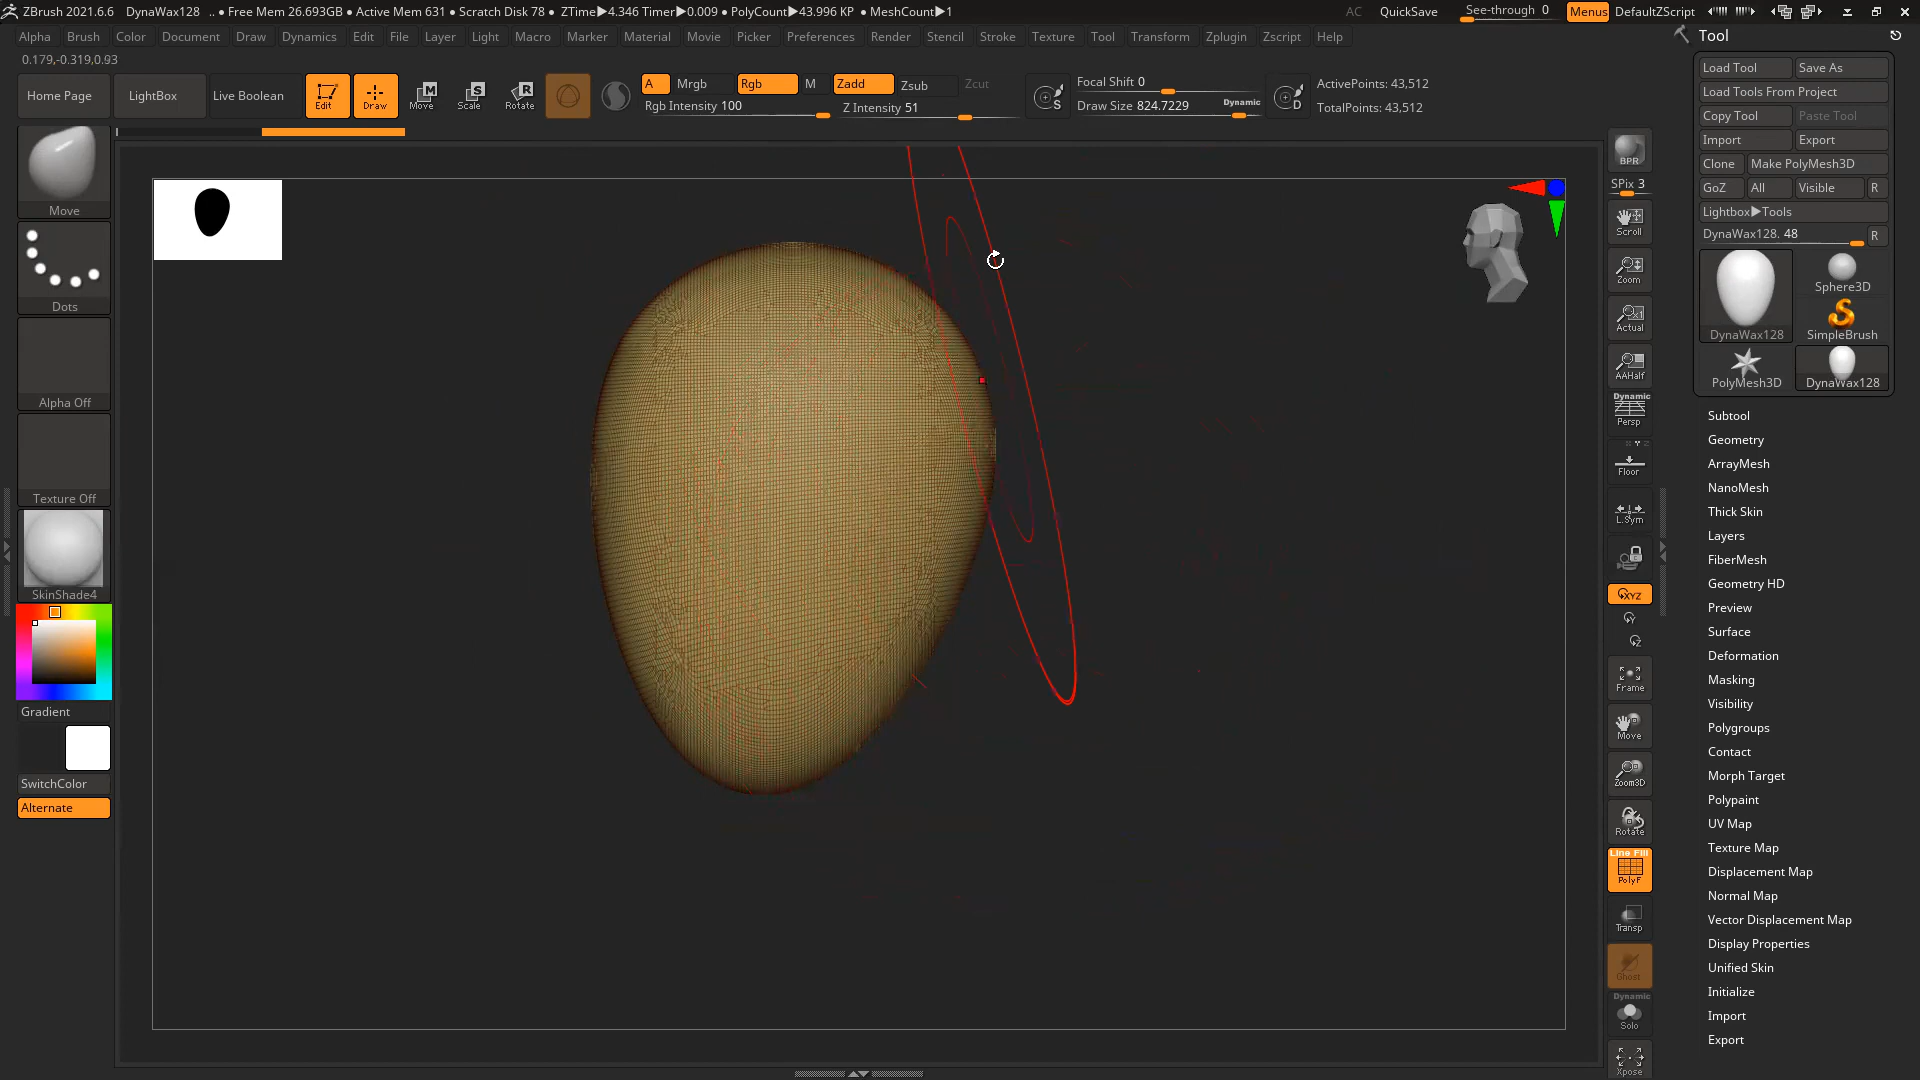 ZBrush 2021.6.6 DynaWax128 .. ● Free Mem 26.693GB ● Active Mem 631 ● Scratch Disk 78 ● ZTime▶4.346 Timer▶0.009 ● PolyCount▶43.996 KP ● MeshCount▶1 AC QuickSave See-through 0 Menus DefaultZScript
Alpha Brush Color Document Draw Dynamics Edit File Layer Light Macro Marker Material Movie Picker Preferences Render Stencil Stroke Texture Tool Transform Zplugin Zscript Help
0.179,-0.319,0.93
Home Page LightBox Live Boolean Edit Draw Move Scale Rotate
M S R
A Mrgb Rgb M Zadd Zsub Zcut
Rgb Intensity 100 Z Intensity 51
S
Focal Shift 0
Draw Size 824.7229 Dynamic
D
ActivePoints: 43,512
TotalPoints: 43,512
Move
Dots
Alpha Off
Texture Off
SkinShade4
Gradient
SwitchColor
Alternate
BPR
SPix 3
Scroll
Zoom
Actual
AAHalf
Dynamic
Persp
Floor
L.Sym
XYZ
Y
Z
Frame
Move
Zoom3D
Rotate
Line Fill
PolyF
Transp
Ghost
Dynamic
Solo
Xpose
Tool
Load Tool Save As
Load Tools From Project
Copy Tool Paste Tool
Import Export
Clone Make PolyMesh3D
GoZ All Visible R
Lightbox▶Tools
DynaWax128. 48 R
DynaWax128 Sphere3D
SimpleBrush
PolyMesh3D DynaWax128
Subtool
Geometry
ArrayMesh
NanoMesh
Thick Skin
Layers
FiberMesh
Geometry HD
Preview
Surface
Deformation
Masking
Visibility
Polygroups
Contact
Morph Target
Polypaint
UV Map
Texture Map
Displacement Map
Normal Map
Vector Displacement Map
Display Properties
Unified Skin
Initialize
Import
Export